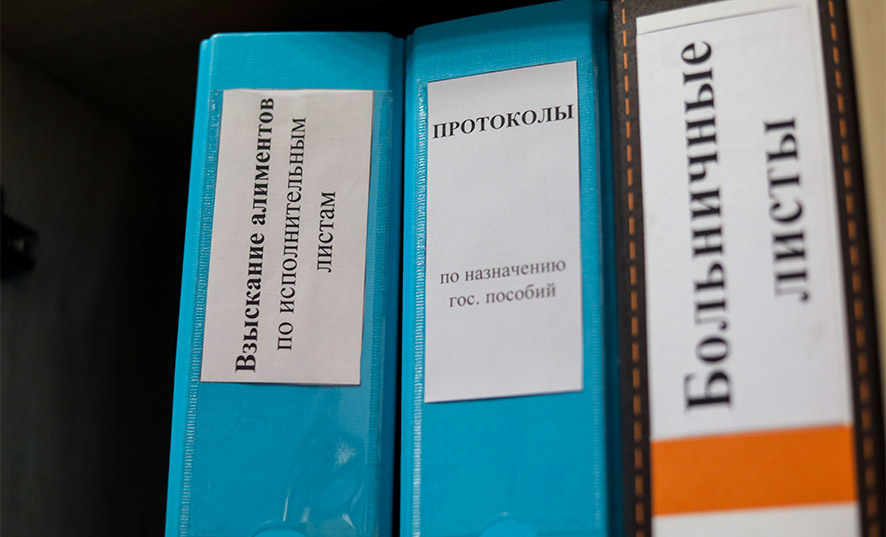 Взыскание алиментов
по исполнительным
листам
ПРОТОКОЛЫ
по назначению
гос. пособий
Больничные
листы